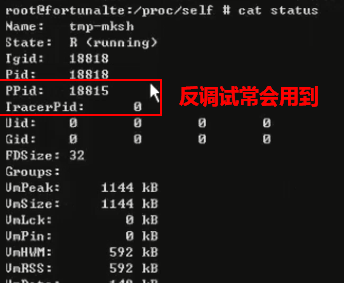 root@fortunalte:/proc/self # cat status
Name: tmp-mksh
State: R (running)
Tgid: 18818
Pid: 18818
PPid: 18815
TracerPid: 0
反调试常会用到
Uid: 0 0 0 0
Gid: 0 0 0 0
FDSize: 32
Groups:
VmPeak: 1144 kB
VmSize: 1144 kB
VmLck: 0 kB
VmPin: 0 kB
VmHWM: 592 kB
VmRSS: 592 kB